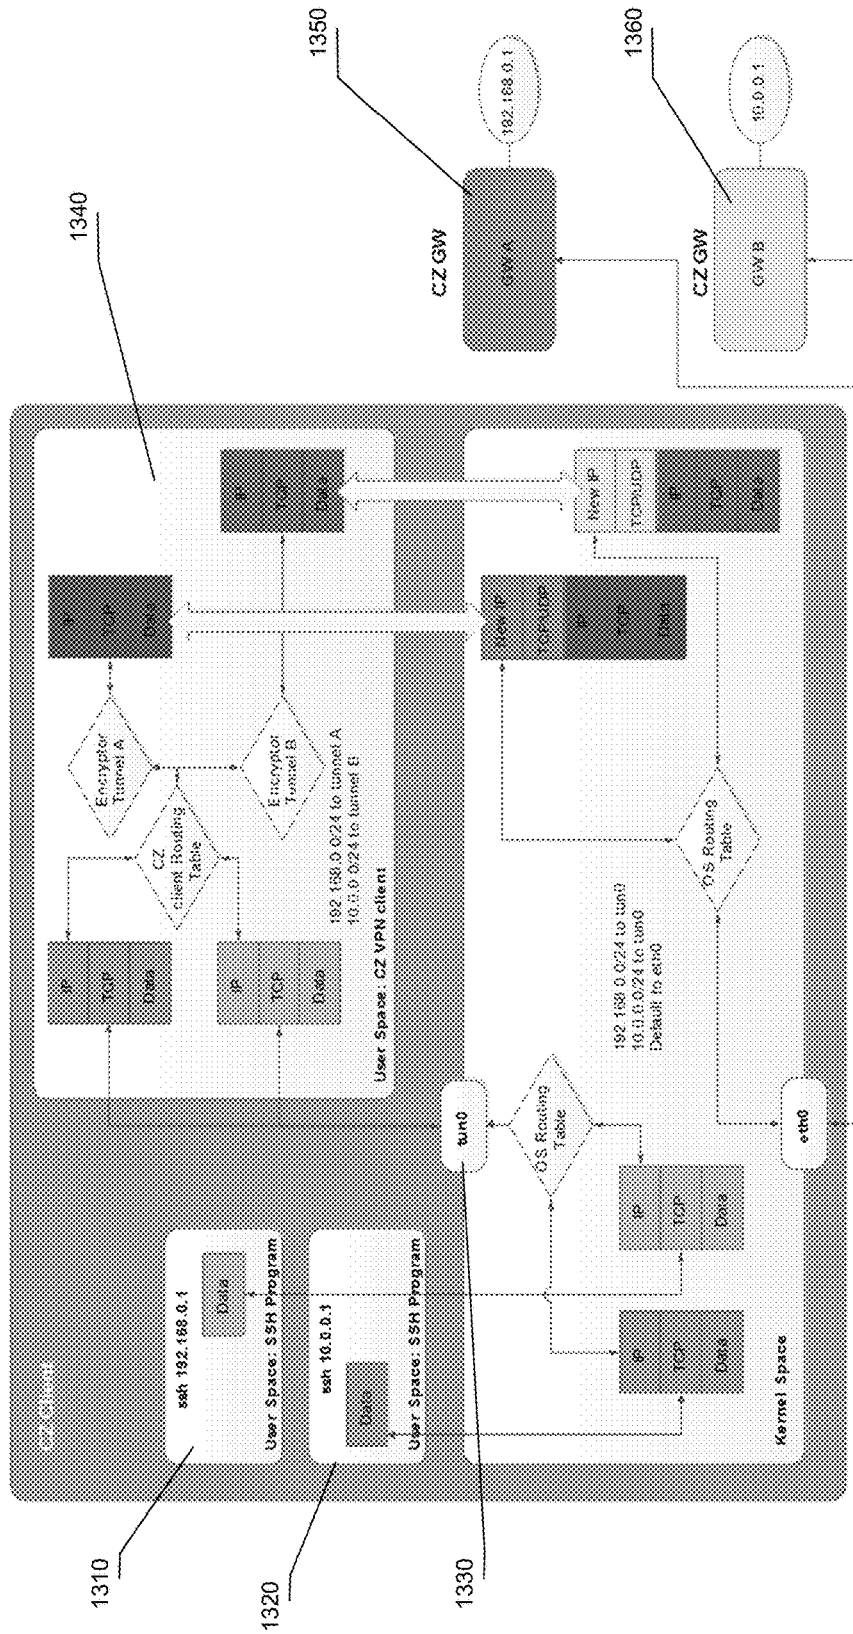 CZ Client
1310
1320
1330
1340
1350
1360
ssh 192.168.0.1
Data
User Space: SSH Program
ssh 10.0.0.1
Data
User Space: SSH Program
IP
TCP
Data
IP
TCP
Data
CZ
client Routing
Table
Encryptor
Tunnel A
Encryptor
Tunnel B
IP
TCP
Data
IP
TCP
Data
192.168.0.0/24 to tunnel A
10.0.0.0/24 to tunnel B
User Space: CZ VPN client
tun0
OS Routing
Table
IP
TCP
Data
IP
TCP
Data
192.168.0.0/24 to tun0
10.0.0.0/24 to tun0
Default to eth0
OS Routing
Table
New IP
TCP/UDP
IP
TCP
Data
New IP
TCP/UDP
IP
TCP
Data
Kernel Space
eth0
CZ GW
GW A
192.168.0.1
CZ GW
GW B
10.0.0.1